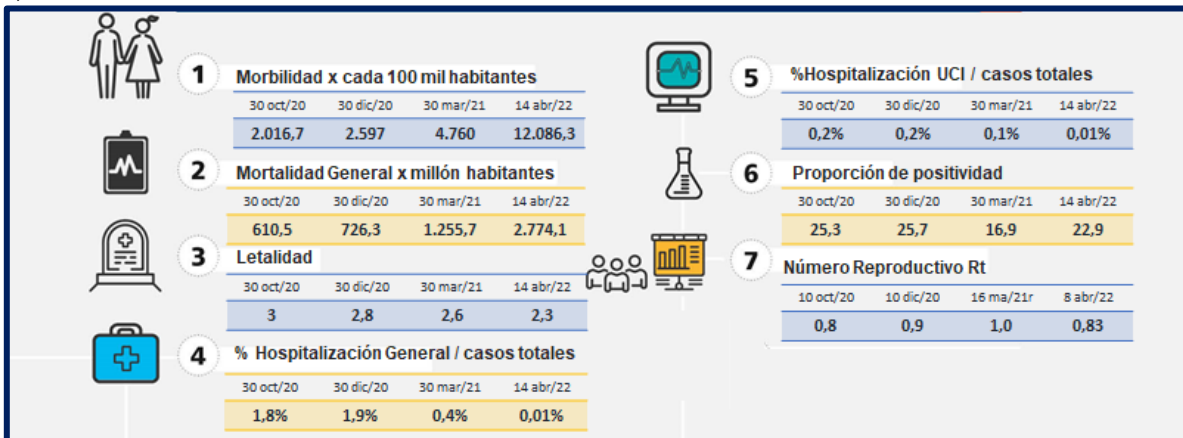 1 Morbilidad x cada 100 mil habitantes
30 oct/20 30 dic/20 30 mar/21 14 abr/22
2.016,7 2.597 4.760 12.086,3
2 Mortalidad General x millón habitantes
30 oct/20 30 dic/20 30 mar/21 14 abr/22
610,5 726,3 1.255,7 2.774,1
3 Letalidad
30 oct/20 30 dic/20 30 mar/21 14 abr/22
3 2,8 2,6 2,3
4 % Hospitalización General / casos totales
30 oct/20 30 dic/20 30 mar/21 14 abr/22
1,8% 1,9% 0,4% 0,01%
5 %Hospitalización UCI / casos totales
30 oct/20 30 dic/20 30 mar/21 14 abr/22
0,2% 0,2% 0,1% 0,01%
6 Proporción de positividad
30 oct/20 30 dic/20 30 mar/21 14 abr/22
25,3 25,7 16,9 22,9
7 Número Reproductivo Rt
10 oct/20 10 dic/20 16 ma/21r 8 abr/22
0,8 0,9 1,0 0,83